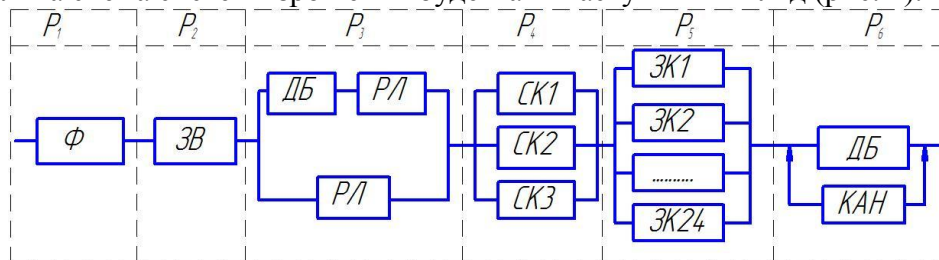 P₁ P₂ P₃ P₄ P₅ P₆
Ф
ЗВ
ДБ РЛ
РЛ
СК1
СК2
СК3
ЗК1
ЗК2
..........
ЗК24
ДБ
КАН